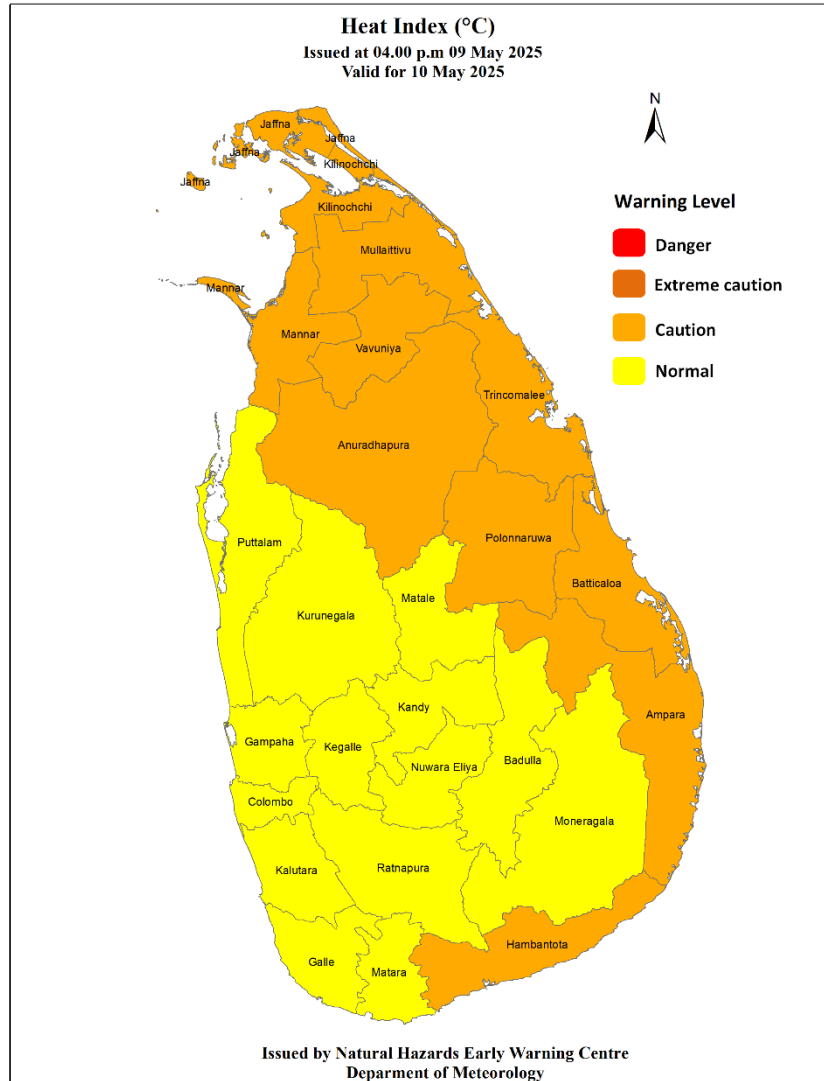 Heat Index (°C)
Issued at 04.00 p.m 09 May 2025
Valid for 10 May 2025
N
Jaffna
Jaffna
Jaffna
Kilinochchi
Jaffna
Kilinochchi
Mullaittivu
Mannar
Mannar
Vavuniya
Trincomalee
Anuradhapura
Puttalam
Polonnaruwa
Batticaloa
Matale
Kurunegala
Kandy
Ampara
Gampaha
Kegalle
Nuwara Eliya
Badulla
Colombo
Moneragala
Kalutara
Ratnapura
Hambantota
Galle
Matara
Warning Level
Danger
Extreme caution
Caution
Normal
Issued by Natural Hazards Early Warning Centre
Deparment of Meteorology